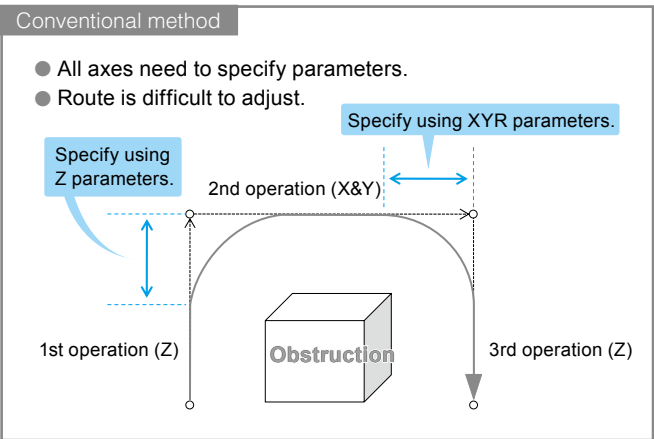 Conventional method
● All axes need to specify parameters.
● Route is difficult to adjust.
Specify using XYR parameters.
Specify using
Z parameters.
2nd operation (X&Y)
1st operation (Z)
Obstruction
3rd operation (Z)